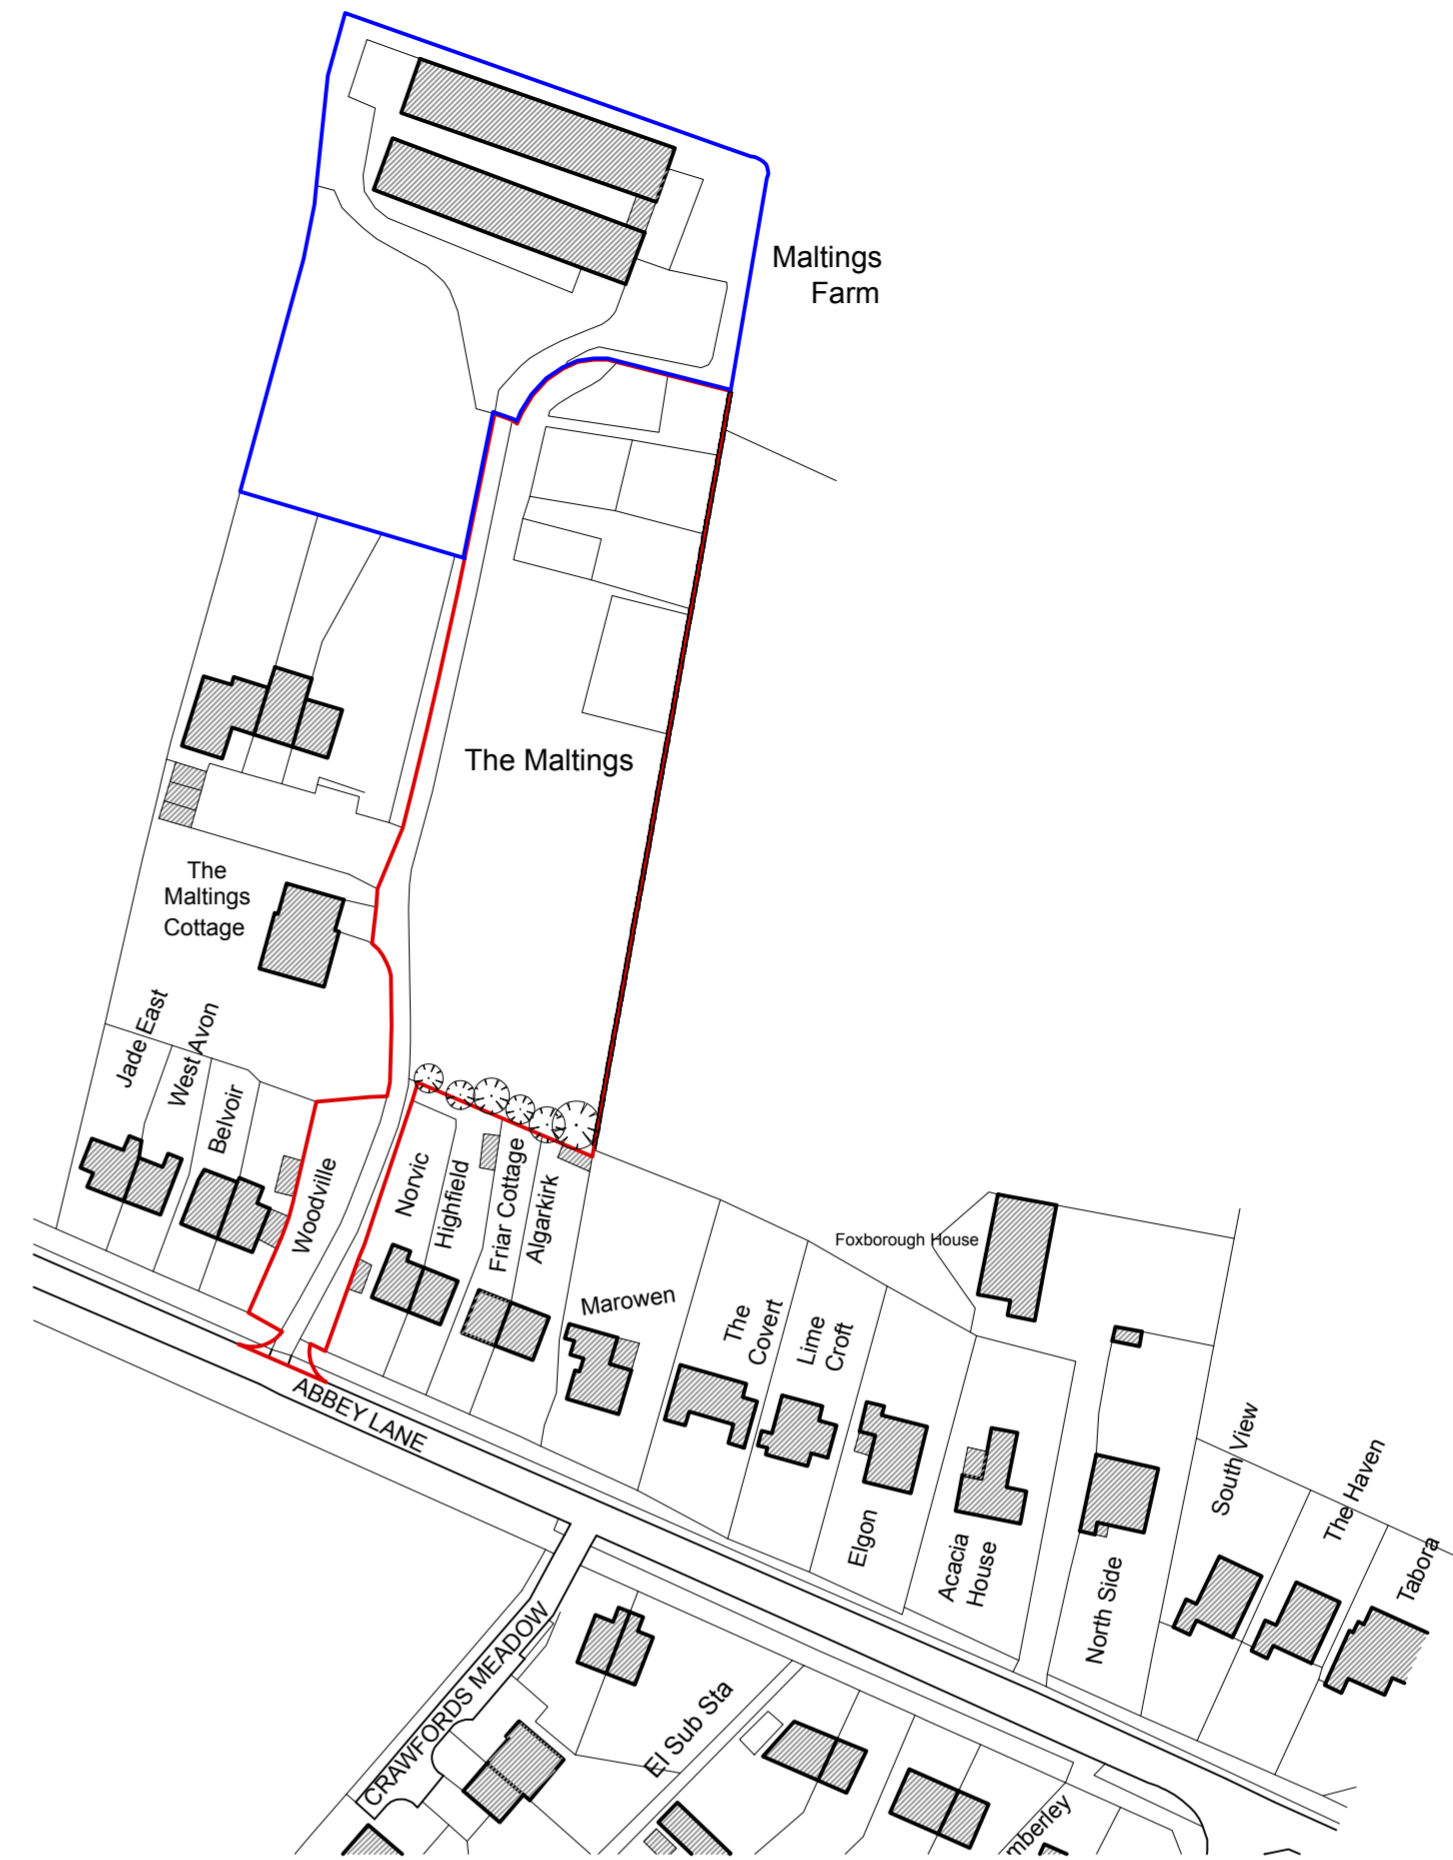 Maltings
Farm
The Maltings
The
Maltings
Cottage
Jade East
West Avon
Belvoir
Woodville
Norvic
Highfield
Friar Cottage
Algarkirk
Marowen
The
Covert
Lime
Croft
Foxborough House
Elgon
Acacia
House
North Side
South View
The Haven
Tabora
ABBEY LANE
CRAWFORDS MEADOW
El Sub Sta
mberley